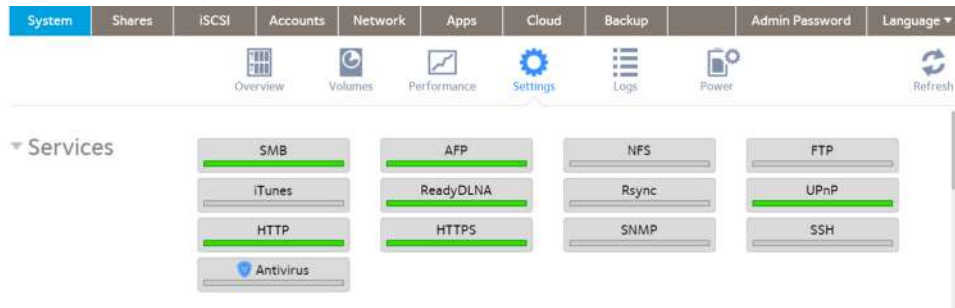 System Shares iSCSI Accounts Network Apps Cloud Backup Admin Password Language
Overview Volumes Performance Settings Logs Power Refresh
Services
SMB AFP NFS FTP
iTunes ReadyDLNA Rsync UPnP
HTTP HTTPS SNMP SSH
Antivirus